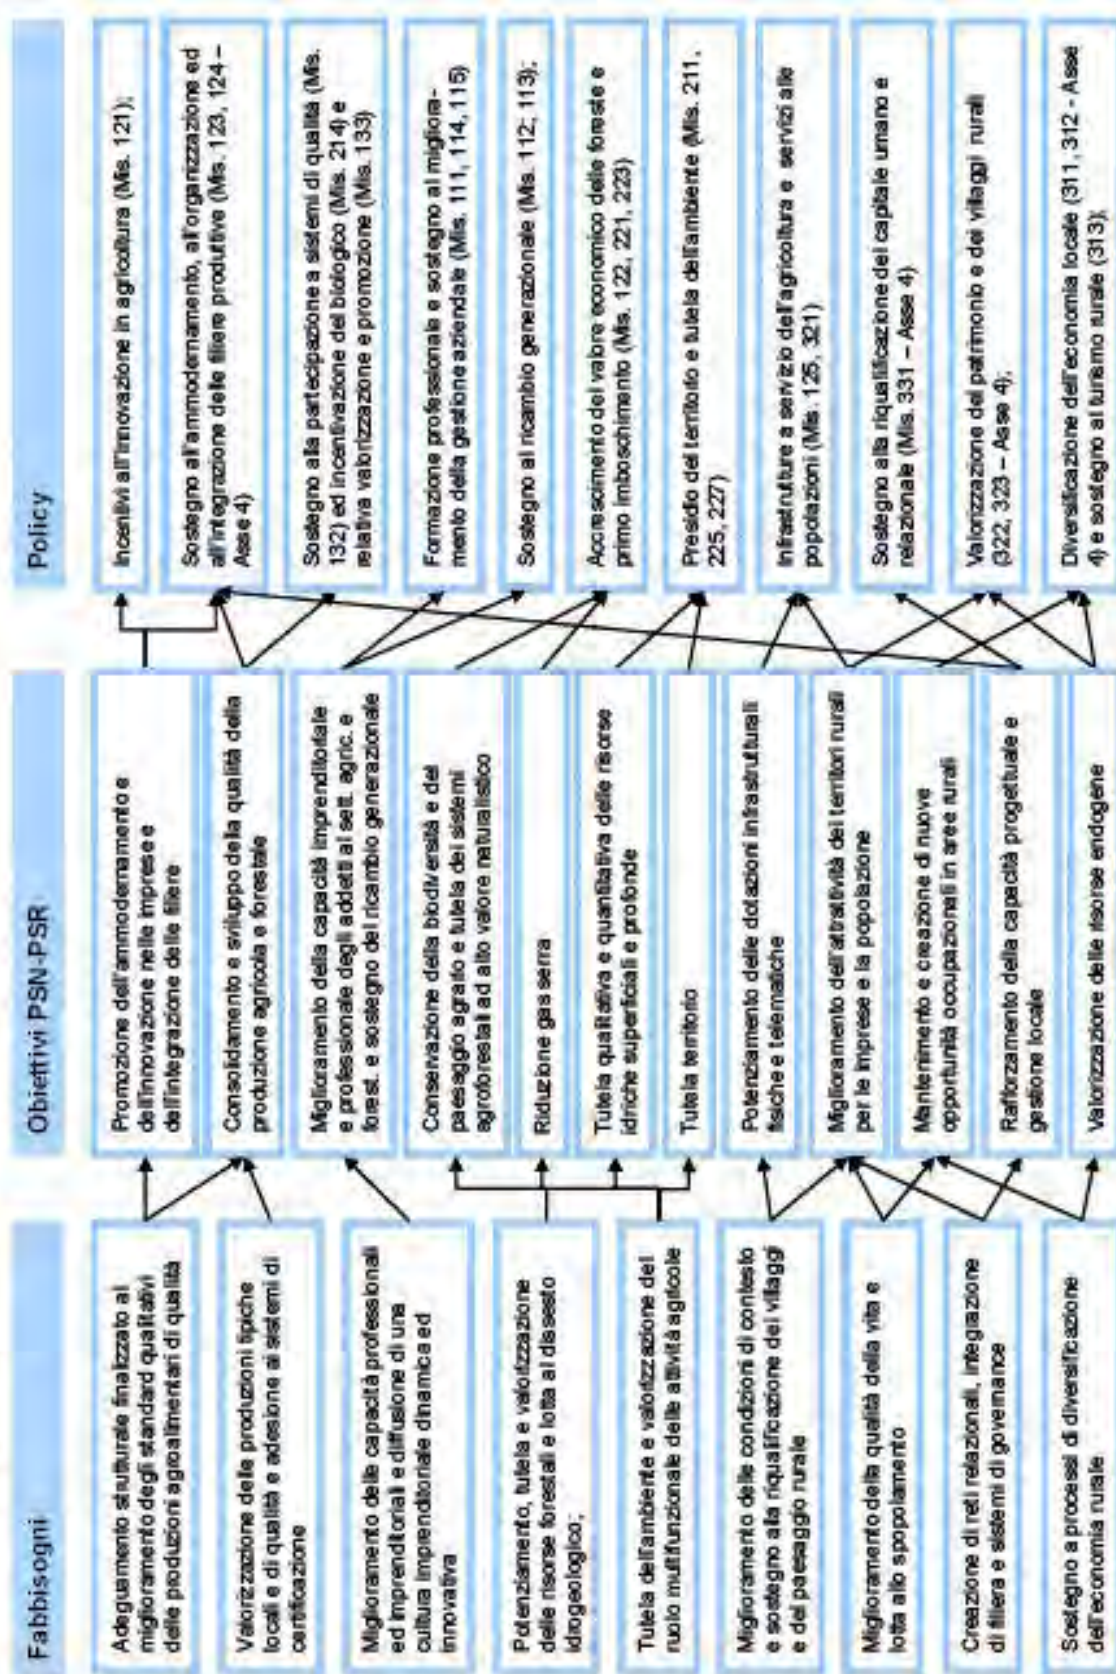 Fabbisogni
Adeguamento strutturale finalizzato al
miglioramento degli standard qualitativi
delle produzioni agroalimentari di qualità
Valorizzazione delle produzioni tipiche
locali e di qualità e adesione ai sistemi di
certificazione
Miglioramento delle capacità professionali
ed imprenditoriali e diffusione di una
cultura imprenditoriale dinamica ed
innovativa
Potenziamento, tutela e valorizzazione
delle risorse forestali e lotta al dissesto
idrogeologico;
Tutela dell'ambiente e valorizzazione del
ruolo multifunzionale delle attività agricole
Miglioramento delle condizioni di contesto
e sostegno alla riqualificazione dei villaggi
e del paesaggio rurale
Miglioramento della qualità della vita e
lotta allo spopolamento
Creazione di reti relazionali, integrazione
di filiera e sistemi di governance
Sostegno a processi di diversificazione
dell'economia rurale
Obiettivi PSN-PSR
Promozione dell'ammodernamento e
dell'innovazione nelle imprese e
dell'integrazione delle filiere
Consolidamento e sviluppo della qualità della
produzione agricola e forestale
Miglioramento della capacità imprenditoriale
e professionale degli addetti al sett. agric. e
forest. e sostegno del ricambio generazionale
Conservazione della biodiversità e del
paesaggio agrario e tutela dei sistemi
agroforestali ad alto valore naturalistico
Riduzione gas serra
Tutela qualitativa e quantitativa delle risorse
idriche superficiali e profonde
Tutela territorio
Potenziamento delle dotazioni infrastrutturali
fisiche e telematiche
Miglioramento dell'attrattività dei territori rurali
per le imprese e la popolazione
Mantenimento e creazione di nuove
opportunità occupazionali in aree rurali
Rafforzamento della capacità progettuale e
gestione locale
Valorizzazione delle risorse endogene
Policy
Incentivi all'innovazione in agricoltura (Mis. 121);
Sostegno all'ammodernamento, all'organizzazione ed
all'integrazione delle filiere produttive (Mis. 123, 124 –
Asse 4)
Sostegno alla partecipazione a sistemi di qualità (Mis.
132) ed incentivazione del biologico (Mis. 214) e
relativa valorizzazione e promozione (Mis. 133)
Formazione professionale e sostegno al migliora-
mento della gestione aziendale (Mis. 111, 114, 115)
Sostegno al ricambio generazionale (Mis. 112; 113);
Accrescimento del valore economico delle foreste e
primo imboschimento (Mis. 122, 221, 223)
Presidio del territorio e tutela dell'ambiente (Mis. 211,
225, 227)
Infrastrutture a servizio dell'agricoltura e servizi alle
popolazioni (Mis. 125, 321)
Sostegno alla riqualificazione del capitale umano e
relazionale (Mis. 331 – Asse 4)
Valorizzazione del patrimonio e dei villaggi rurali
(322, 323 – Asse 4);
Diversificazione dell'economia locale (311, 312 - Asse
4) e sostegno al turismo rurale (313);